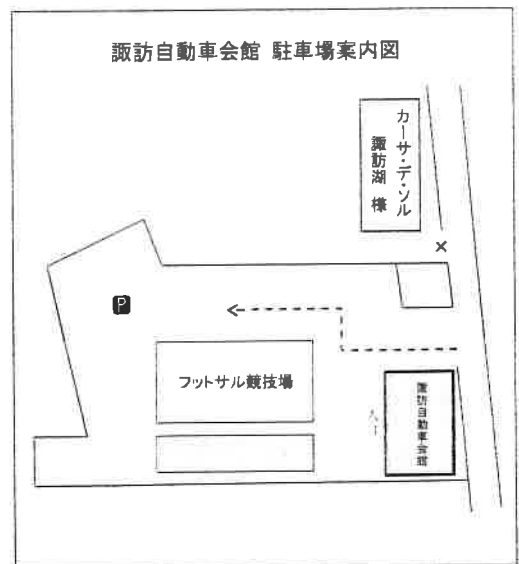 諏訪自動車会館 駐車場案内図
カーサ・デ・ソル
諏訪湖 様
×
P
フットサル競技場
諏訪自動車会館